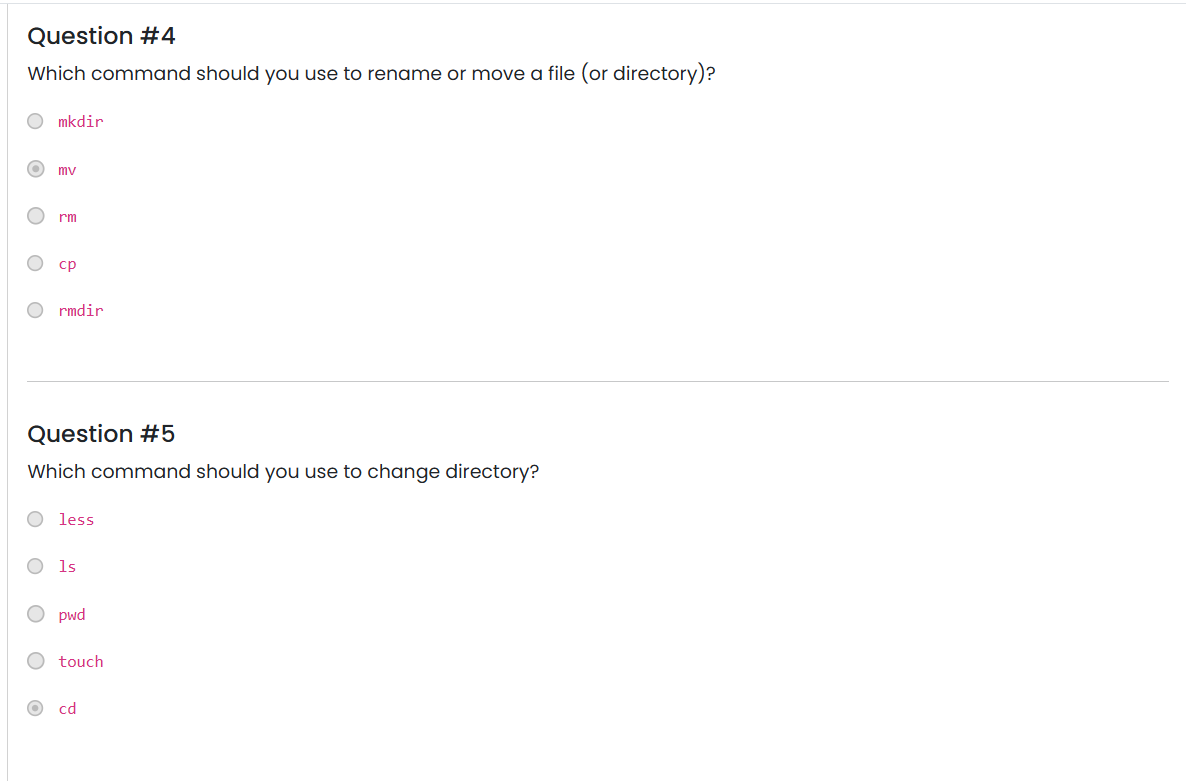 Question #4
Which command should you use to rename or move a file (or directory)?
mkdir
mv
rm
cp
rmdir
Question #5
Which command should you use to change directory?
less
ls
pwd
touch
cd